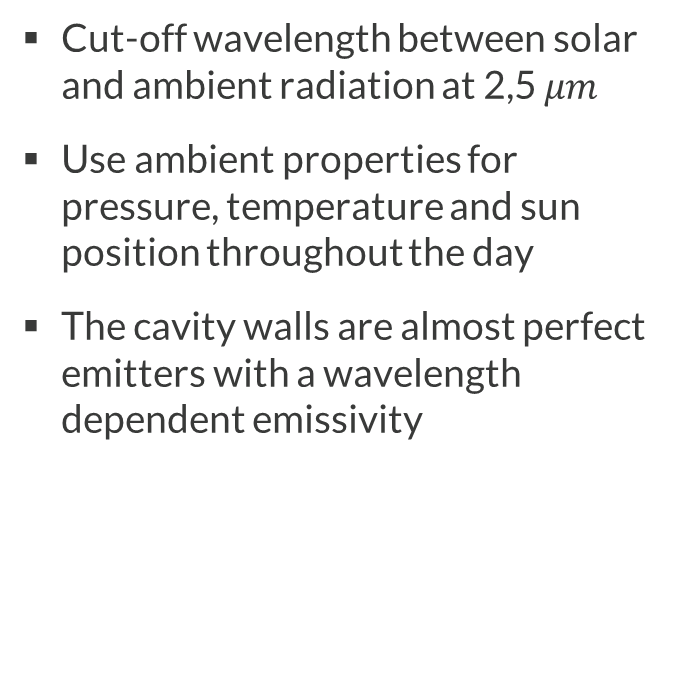 ▪ Cut-off wavelength between solar
and ambient radiation at 2,5 μm
▪ Use ambient properties for
pressure, temperature and sun
position throughout the day
▪ The cavity walls are almost perfect
emitters with a wavelength
dependent emissivity